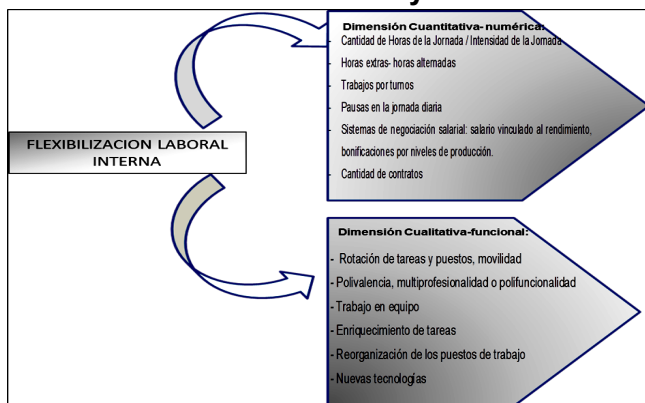 FLEXIBILIZACION LABORAL
INTERNA
Dimensión Cuantitativa- numérica:
- Cantidad de Horas de la Jornada / Intensidad de la Jornada
- Horas extras- horas alternadas
- Trabajos por turnos
- Pausas en la jornada diaria
- Sistemas de negociación salarial: salario vinculado al rendimiento,
bonificaciones por niveles de producción.
- Cantidad de contratos
Dimensión Cualitativa-funcional:
- Rotación de tareas y puestos, movilidad
- Polivalencia, multiprofesionalidad o polifuncionalidad
- Trabajo en equipo
- Enriquecimiento de tareas
- Reorganización de los puestos de trabajo
- Nuevas tecnologías